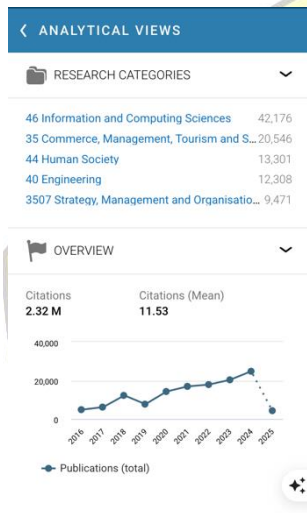 ANALYTICAL VIEWS
RESEARCH CATEGORIES
46 Information and Computing Sciences 42,176
35 Commerce, Management, Tourism and S... 20,546
44 Human Society 13,301
40 Engineering 12,308
3507 Strategy, Management and Organisatio... 9,471
OVERVIEW
Citations Citations (Mean)
2.32 M 11.53
40,000
20,000
0
2016 2017 2018 2019 2020 2021 2022 2023 2024 2025
Publications (total)